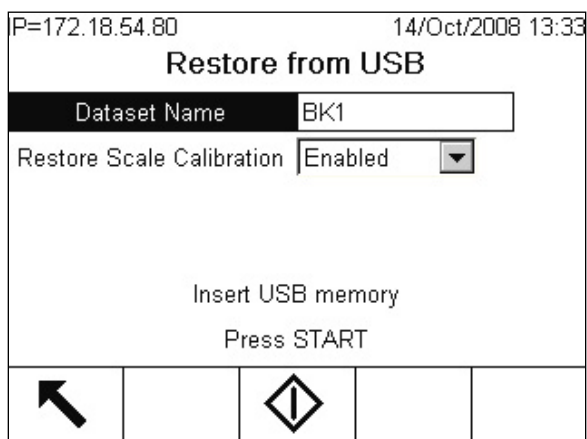 IP=172.18.54.80 14/Oct/2008 13:33
Restore from USB
Dataset Name BK1
Restore Scale Calibration Enabled
Insert USB memory
Press START